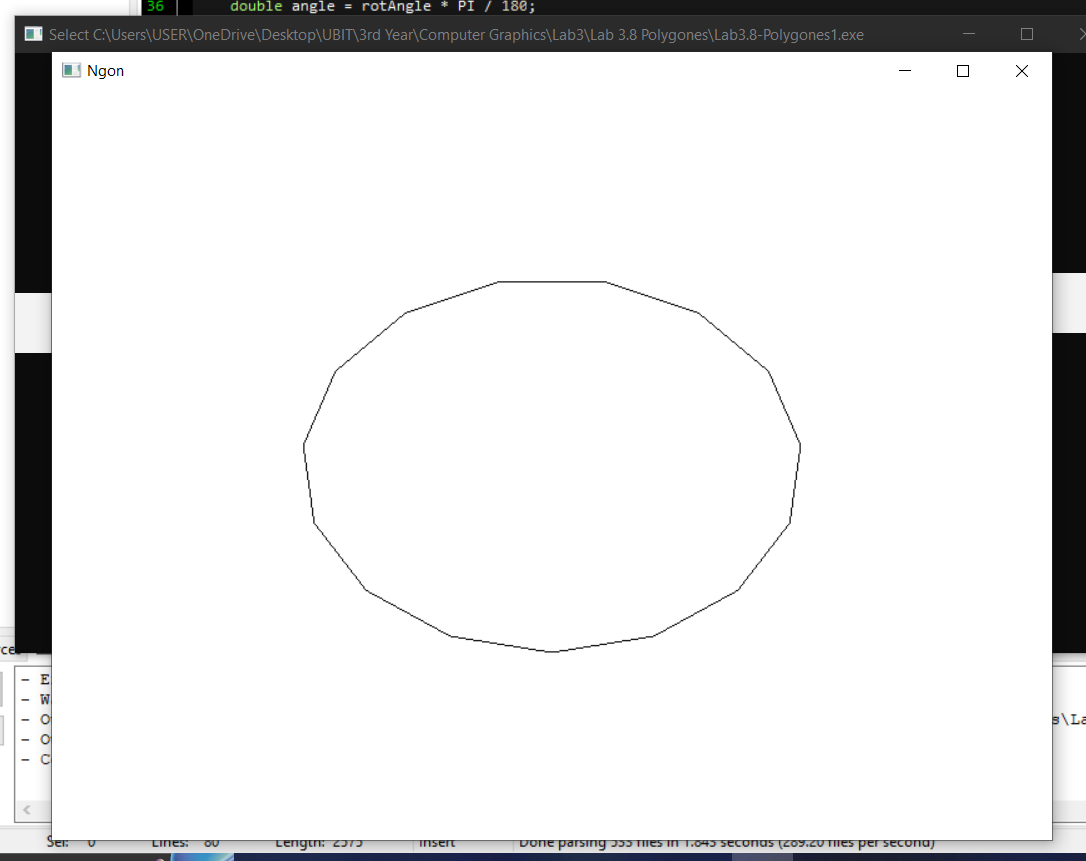 36 double angle = rotAngle * PI / 180;
Select C:\Users\USER\OneDrive\Desktop\UBIT\3rd Year\Computer Graphics\Lab3\Lab 3.8 Polygones\Lab3.8-Polygones1.exe
Ngon
- E
- W
- O
s\La
- O
- C
Sel: 0 Lines: 80 Length: 2375 Insert Done parsing 533 files in 1.845 seconds (289.20 files per second)